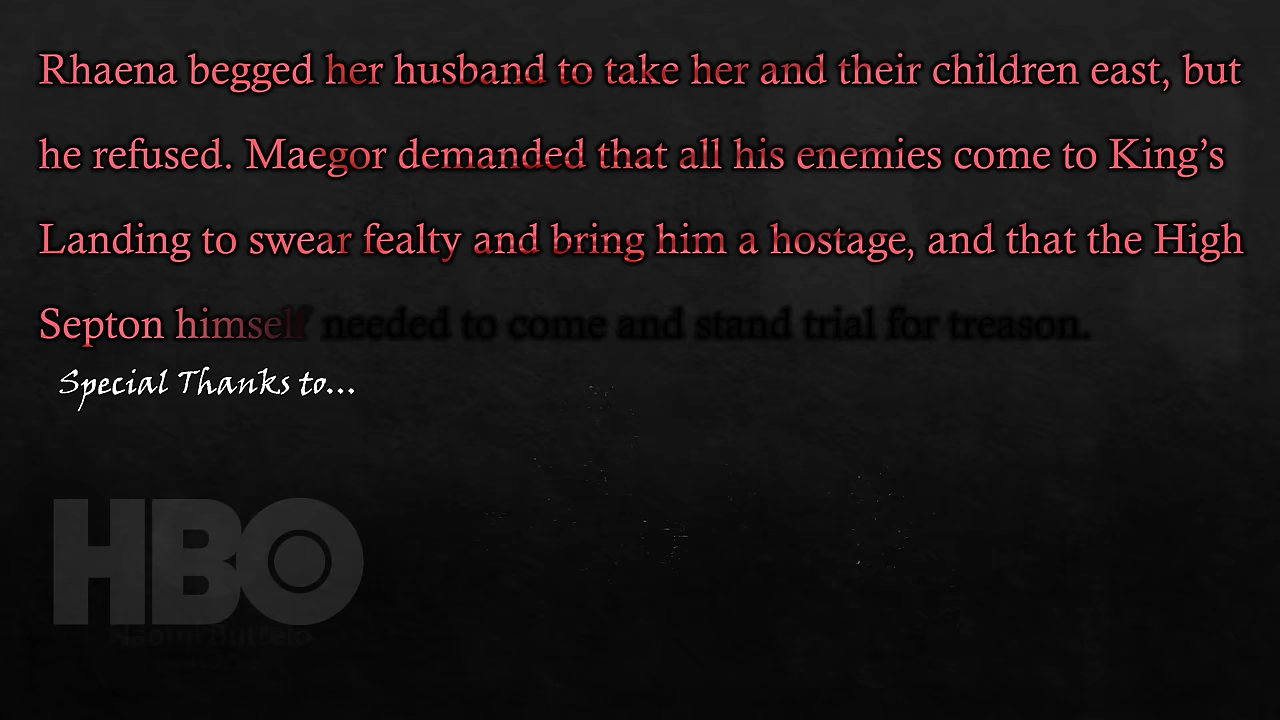 Rhaena begged her husband to take her and their children east, but
he refused. Maegor demanded that all his enemies come to King’s
Landing to swear fealty and bring him a hostage, and that the High
Septon himself needed to come and stand trial for treason.
Special Thanks to...
HBO